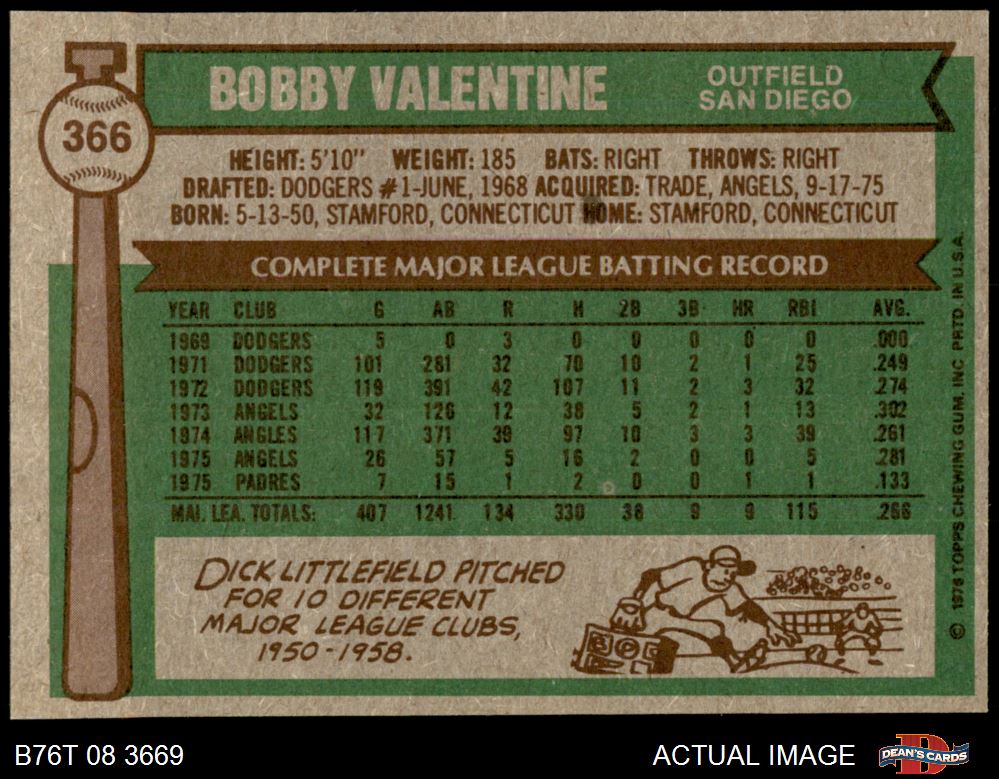 BOBBY VALENTINE
OUTFIELD
SAN DIEGO
366
HEIGHT: 5'10" WEIGHT: 185 BATS: RIGHT THROWS: RIGHT
DRAFTED: DODGERS #1-JUNE, 1968 ACQUIRED: TRADE, ANGELS, 9-17-75
BORN: 5-13-50, STAMFORD, CONNECTICUT HOME: STAMFORD, CONNECTICUT
COMPLETE MAJOR LEAGUE BATTING RECORD
YEAR CLUB G AB R H 2B 3B HR RBI AVG.
1969 DODGERS 5 0 3 0 0 0 0 0 .000
1971 DODGERS 101 281 32 70 10 2 1 25 .249
1972 DODGERS 119 391 42 107 11 2 3 32 .274
1973 ANGELS 32 126 12 38 5 2 1 13 .302
1974 ANGLES 117 371 39 97 10 3 3 39 .261
1975 ANGELS 26 57 5 16 2 0 0 5 .281
1975 PADRES 7 15 1 2 0 0 1 1 .133
MAJ. LEA. TOTALS: 407 1241 134 330 38 9 9 115 .266
DICK LITTLEFIELD PITCHED
FOR 10 DIFFERENT
MAJOR LEAGUE CLUBS,
1950-1958.
© 1976 TOPPS CHEWING GUM, INC. PRTD. IN U.S.A.
B76T 08 3669
ACTUAL IMAGE
DEAN'S CARDS